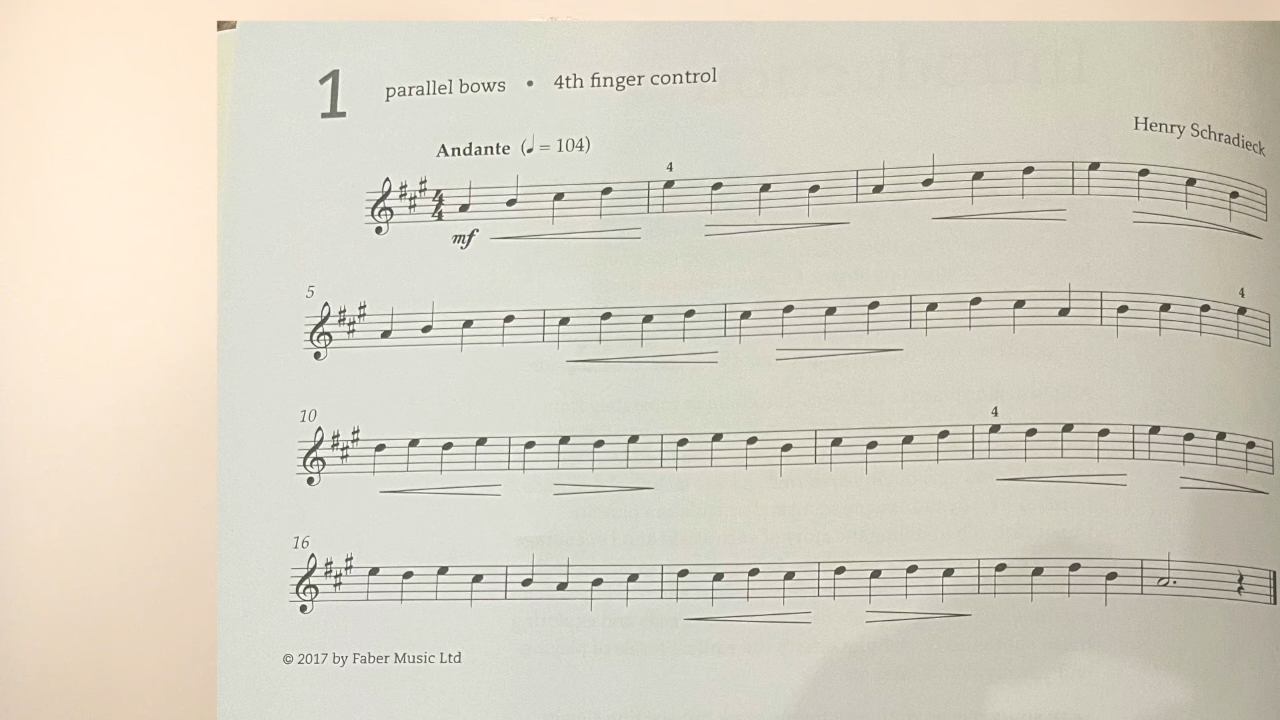 1 parallel bows • 4th finger control
Henry Schradieck
Andante (♩ = 104)
4
mf
5
4
10
4
16
© 2017 by Faber Music Ltd